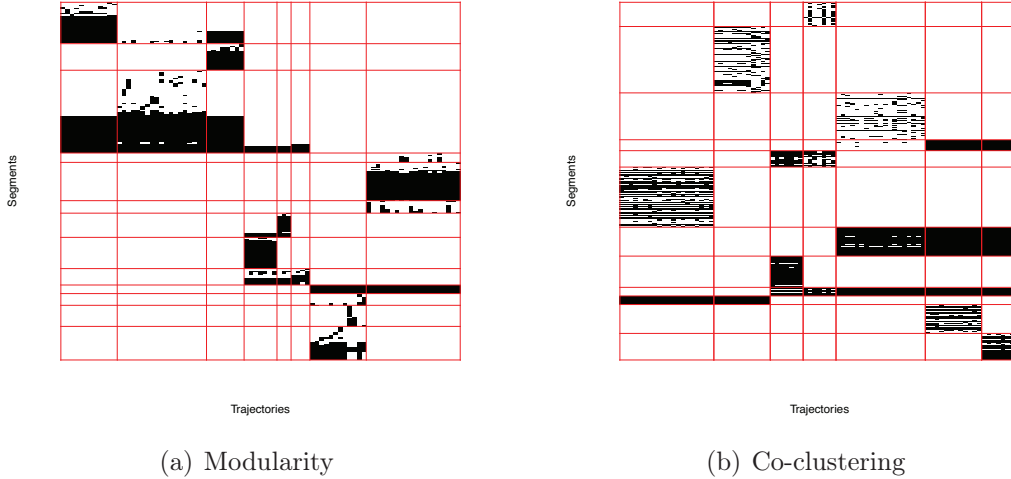 Segments
Trajectories
(a) Modularity
Segments
Trajectories
(b) Co-clustering